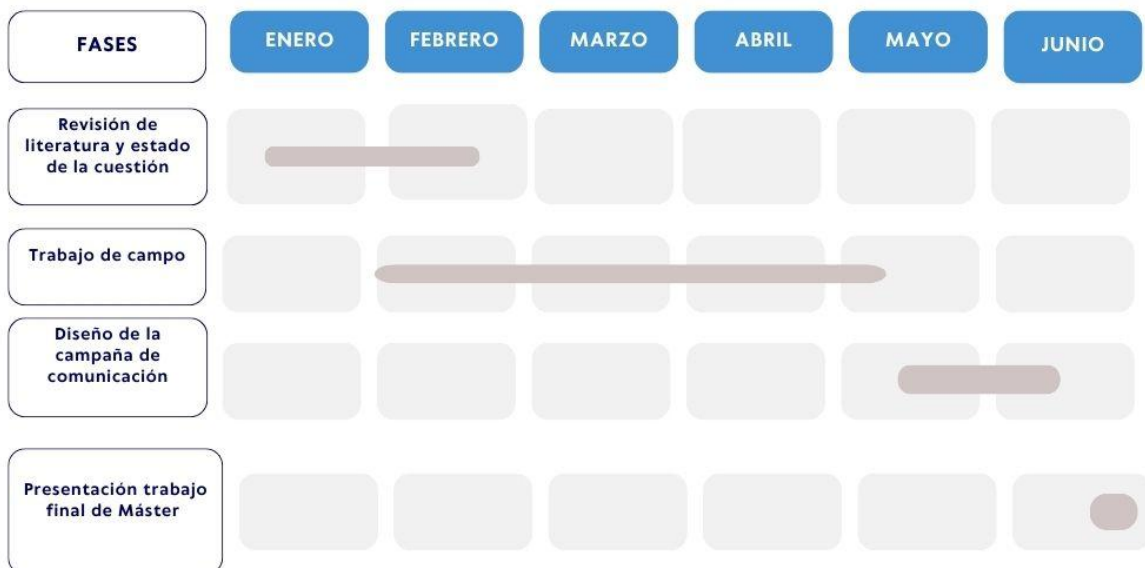 FASES
ENERO
FEBRERO
MARZO
ABRIL
MAYO
JUNIO
Revisión de
literatura y estado
de la cuestión
Trabajo de campo
Diseño de la
campaña de
comunicación
Presentación trabajo
final de Máster